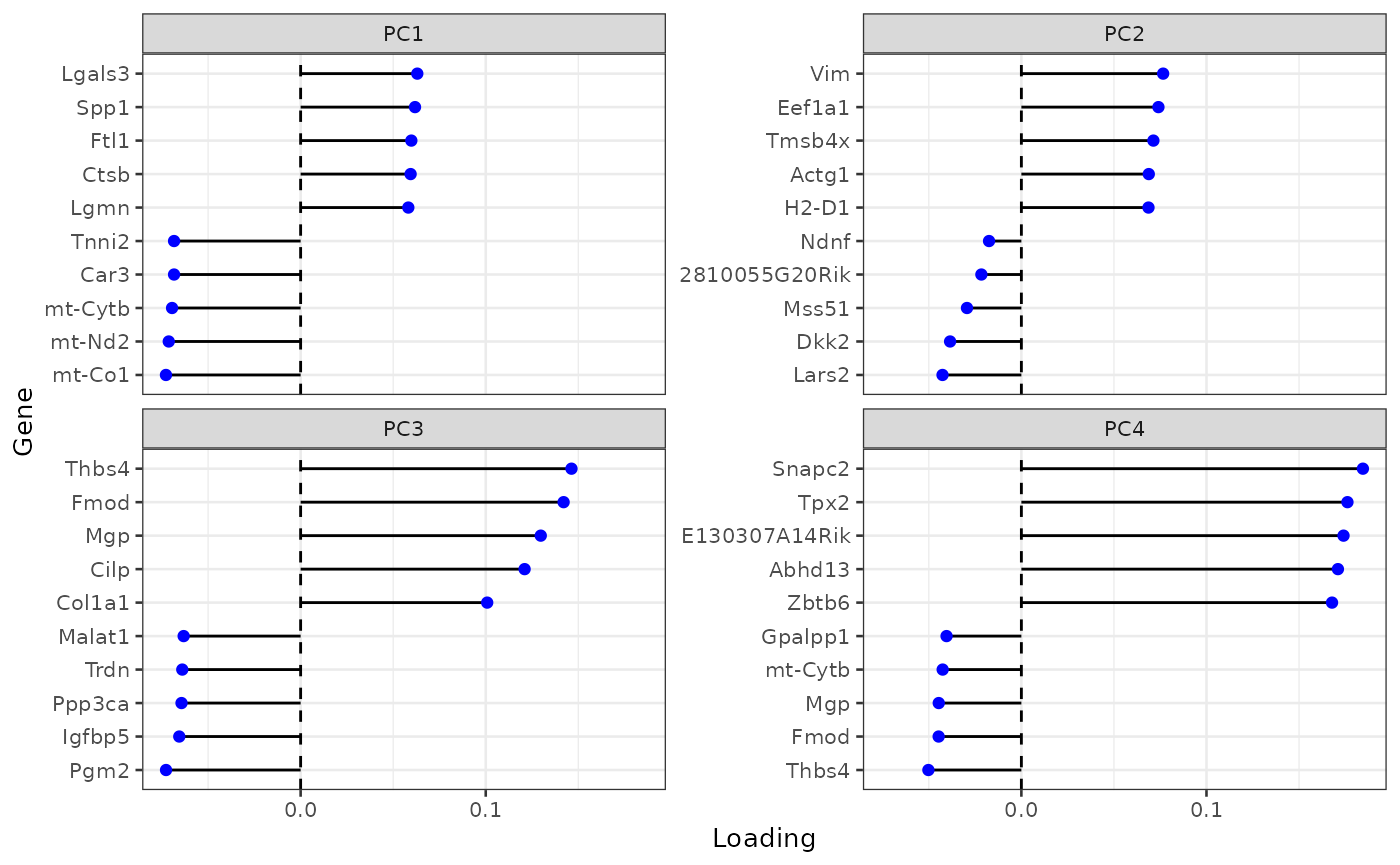 PC1
Lgals3
Spp1
Ftl1
Ctsb
Lgmn
Tnni2
Car3
mt-Cytb
mt-Nd2
mt-Co1
PC2
Vim
Eef1a1
Tmsb4x
Actg1
H2-D1
Ndnf
2810055G20Rik
Mss51
Dkk2
Lars2
Gene
PC3
Thbs4
Fmod
Mgp
Cilp
Col1a1
Malat1
Trdn
Ppp3ca
Igfbp5
Pgm2
0.0
0.1
PC4
Snapc2
Tpx2
E130307A14Rik
Abhd13
Zbtb6
Gpalpp1
mt-Cytb
Mgp
Fmod
Thbs4
0.0
0.1
Loading